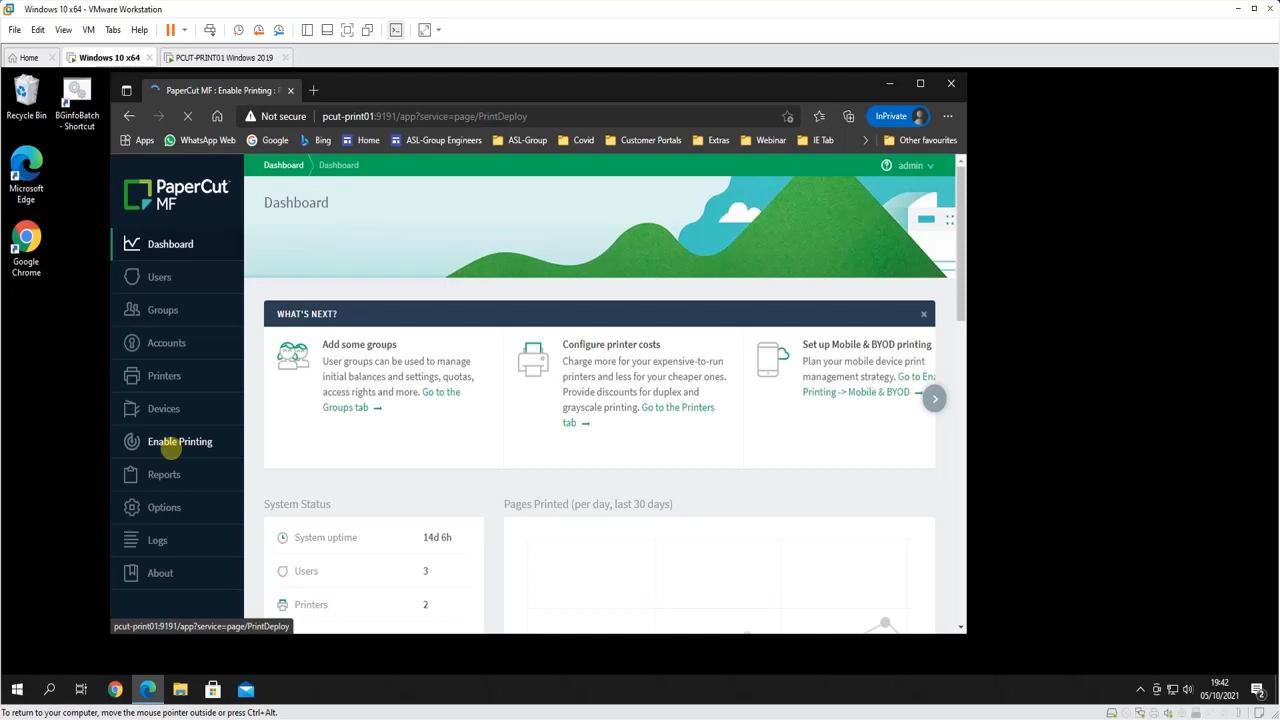 Windows 10 x64 - VMware Workstation
File Edit View VM Tabs Help
Home Windows 10 x64 PCUT-PRINT01 Windows 2019
Recycle Bin
BGinfoBatch - Shortcut
Microsoft Edge
Google Chrome
PaperCut MF : Enable Printing :
Not secure pcut-print01:9191/app?service=page/PrintDeploy InPrivate
Apps WhatsApp Web Google Bing Home ASL-Group Engineers ASL-Group Covid Customer Portals Extras Webinar IE Tab Other favourites
PaperCut MF
Dashboard
Users
Groups
Accounts
Printers
Devices
Enable Printing
Reports
Options
Logs
About
Dashboard Dashboard admin
Dashboard
WHAT'S NEXT?
Add some groups
User groups can be used to manage
initial balances and settings, quotas,
access rights and more. Go to the
Groups tab →
Configure printer costs
Charge more for your expensive-to-run
printers and less for your cheaper ones.
Provide discounts for duplex and
grayscale printing. Go to the Printers
tab →
Set up Mobile & BYOD printing
Plan your mobile device print
management strategy. Go to Ena
Printing -> Mobile & BYOD →
System Status
System uptime 14d 6h
Users 3
Printers 2
Pages Printed (per day, last 30 days)
pcut-print01:9191/app?service=page/PrintDeploy
19:42
05/10/2021
2
To return to your computer, move the mouse pointer outside or press Ctrl+Alt.